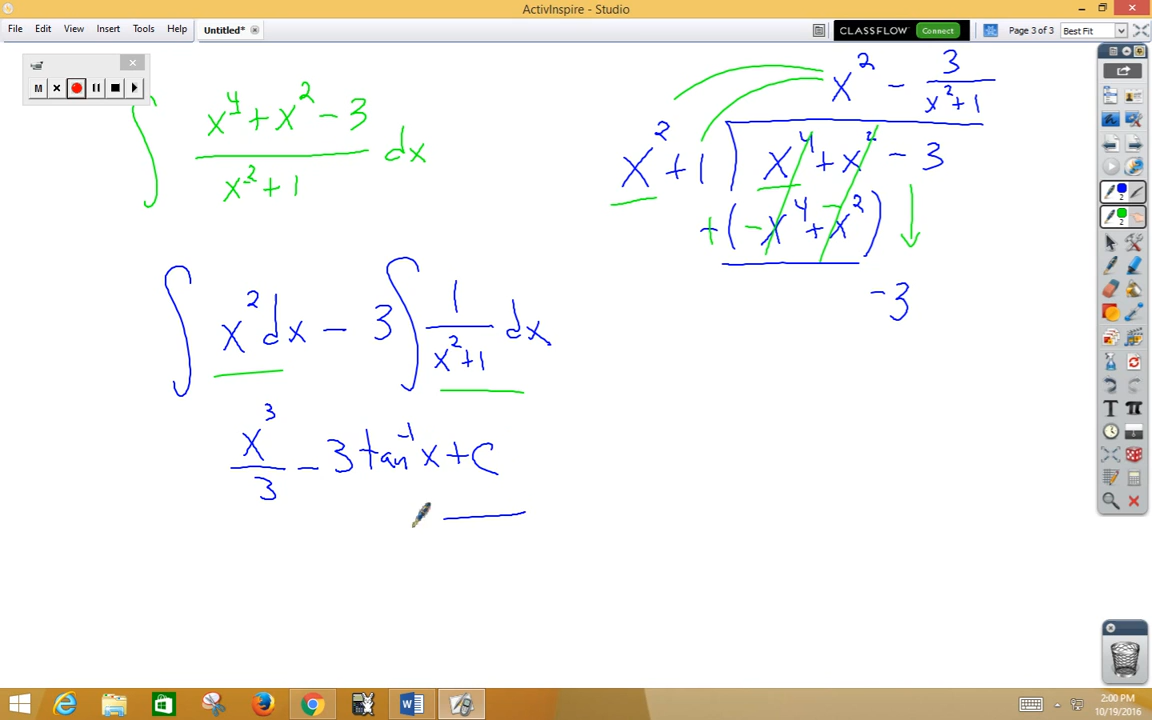 ActivInspire - Studio
File Edit View Insert Tools Help Untitled* CLASSFLOW Connect Page 3 of 3 Best Fit
M
∫ (x⁴ + x² - 3)/(x² + 1) dx
x² - 3/(x² + 1)
x² + 1 ) x⁴ + x² - 3
+ ( - x⁴ + - x² )
- 3
∫ x² dx - 3 ∫ 1/(x² + 1) dx
x³/3 - 3 tan⁻¹ x + C
2 2
T π
W
2:00 PM
10/19/2016